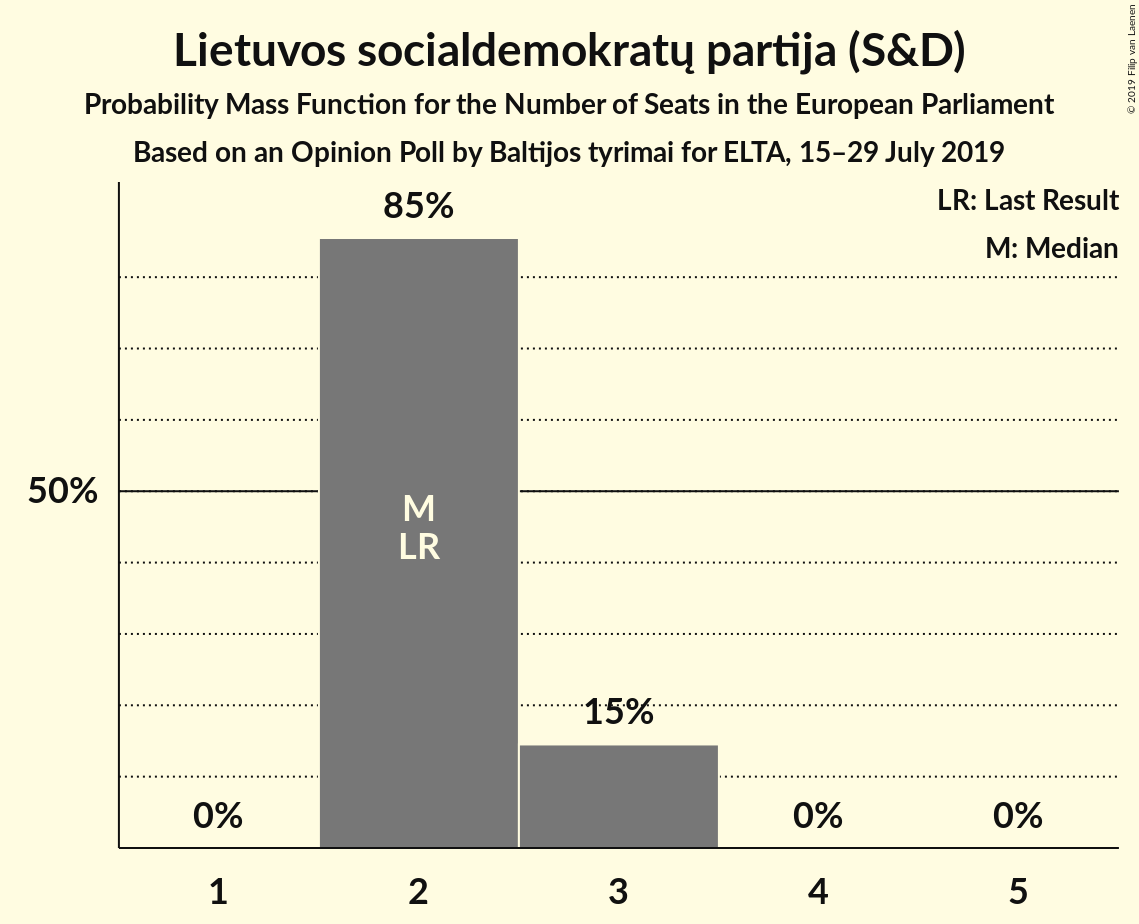 Lietuvos socialdemokratų partija (S&D)
Probability Mass Function for the Number of Seats in the European Parliament
Based on an Opinion Poll by Baltijos tyrimai for ELTA, 15–29 July 2019
© 2019 Filip van Laenen
LR: Last Result
M: Median
85%
50%
M
LR
15%
0%
0%
0%
1
2
3
4
5